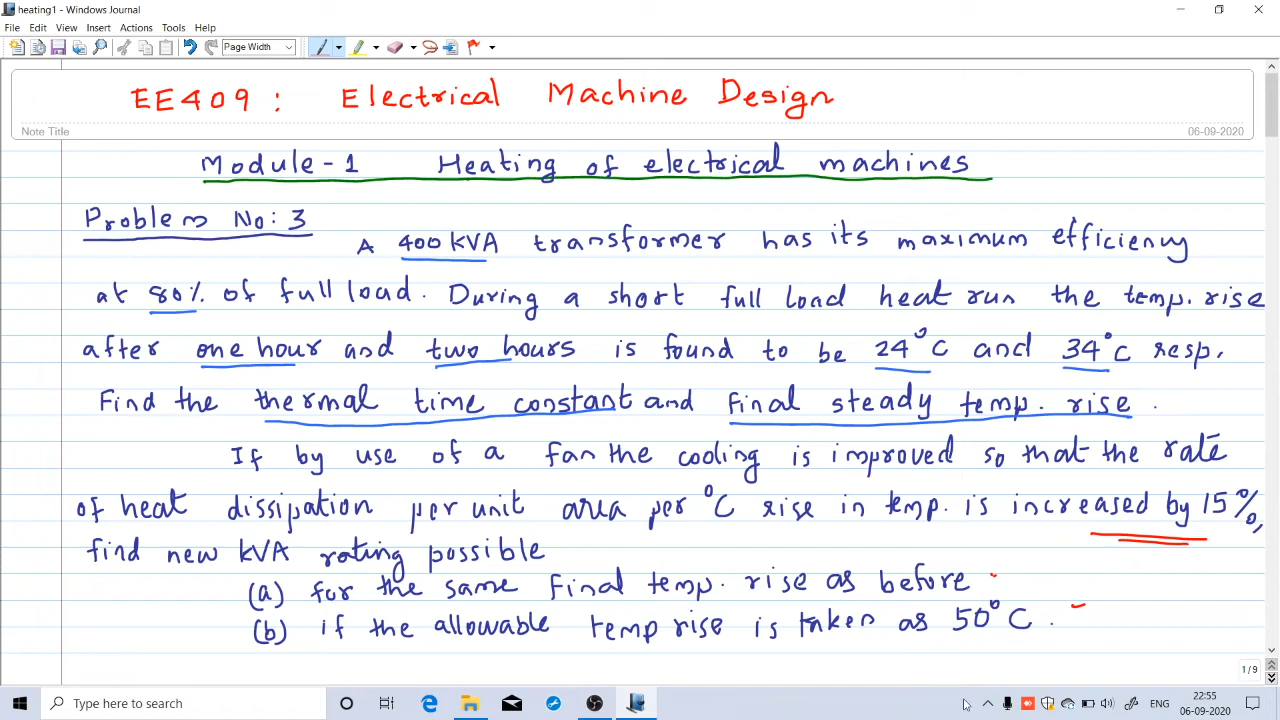 heating1 - Windows Journal
File Edit View Insert Actions Tools Help
Page Width
EE409 : Electrical Machine Design
Note Title
06-09-2020
Module-1 Heating of electrical machines
Problem No: 3
A 400 KVA transformer has its maximum efficiency
at 80% of full load. During a short full load heat run the temp. rise
after one hour and two hours is found to be 24°C and 34°C resp.
Find the thermal time constant and final steady temp. rise .
If by use of a fan the cooling is improved so that the rate
of heat dissipation per unit area per °C rise in temp. is increased by 15%,
find new kVA rating possible
(a) for the same final temp. rise as before
(b) if the allowable temp rise is taken as 50°C .
1/9
Type here to search
ENG
22:55
06-09-2020